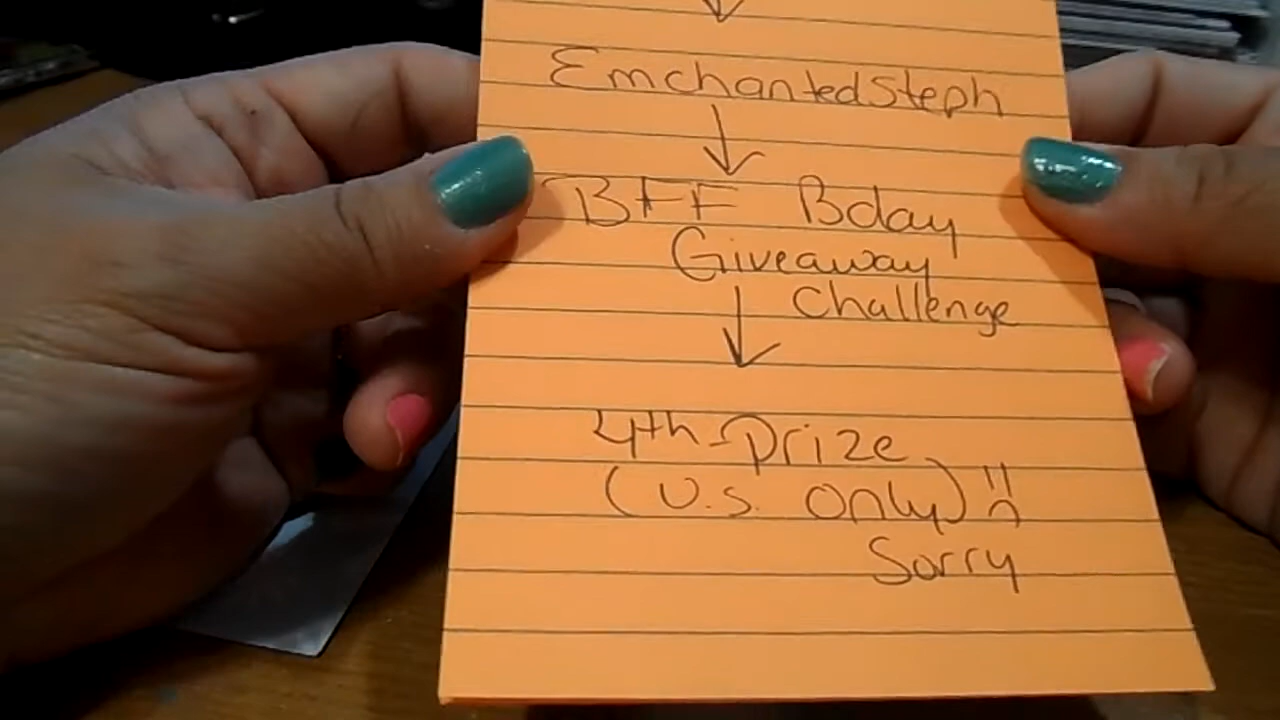 EmchantedSteph
BFF Bday
Giveaway
Challenge
4th Prize
(U.S. only)
Sorry